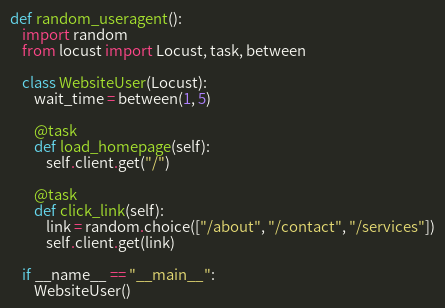 def random_useragent():
    import random
    from locust import Locust, task, between

    class WebsiteUser(Locust):
        wait_time = between(1, 5)

        @task
        def load_homepage(self):
            self.client.get("/")

        @task
        def click_link(self):
            link = random.choice(["/about", "/contact", "/services"])
            self.client.get(link)

    if __name__ == "__main__":
        WebsiteUser()